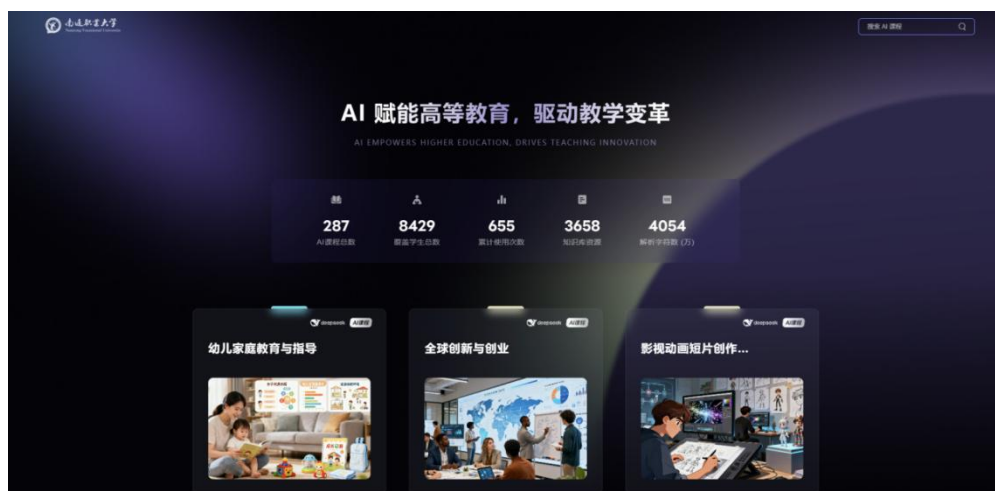 南通职业大学
搜索 AI 课程
AI 赋能高等教育，驱动教学变革
AI EMPOWERS HIGHER EDUCATION, DRIVES TEACHING INNOVATION
287
8429
655
3658
4054
AI课程总数
覆盖学生总数
累计使用次数
知识库资源
解析字符数 (万)
deepseek
AI课程
deepseek
AI课程
deepseek
AI课程
幼儿家庭教育与指导
全球创新与创业
影视动画短片创作...